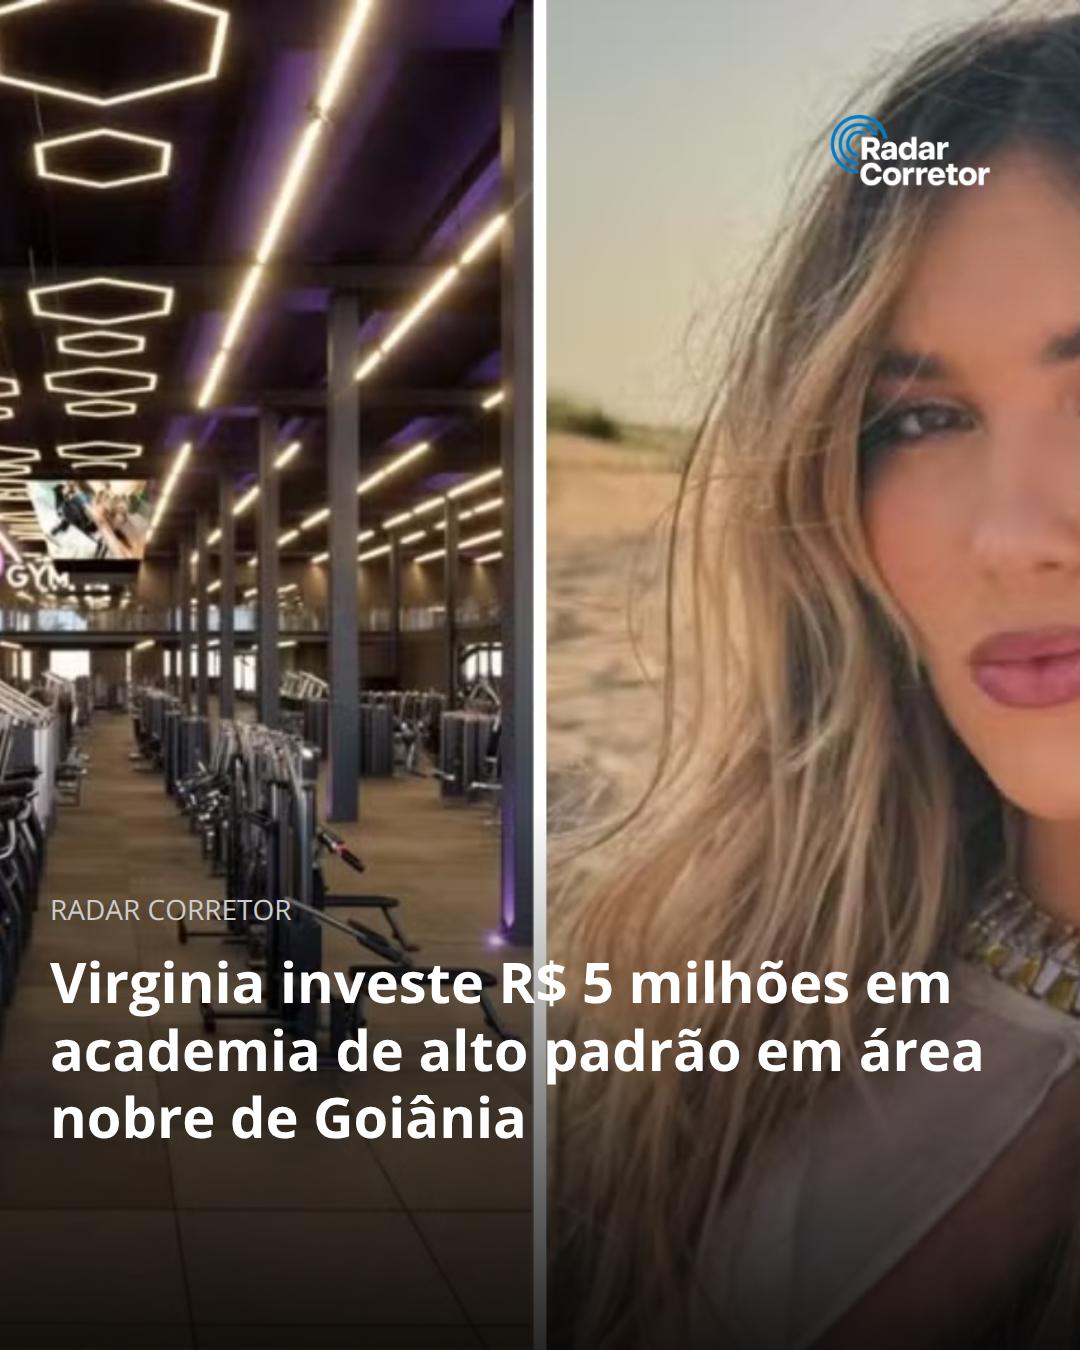 Radar
Corretor
GYM
RADAR CORRETOR
Virginia investe R$ 5 milhões em
academia de alto padrão em área
nobre de Goiânia